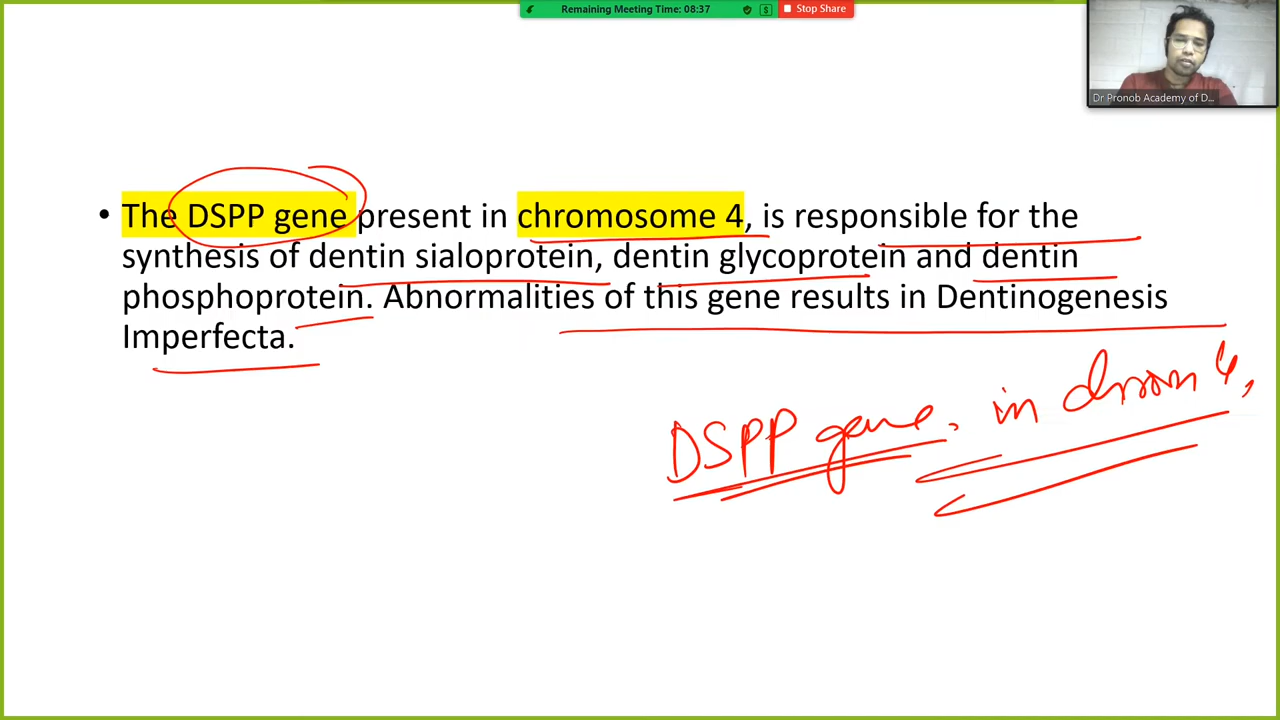 Remaining Meeting Time: 08:37
Stop Share
Dr Pronob Academy of D...
• The DSPP gene present in chromosome 4, is responsible for the
synthesis of dentin sialoprotein, dentin glycoprotein and dentin
phosphoprotein. Abnormalities of this gene results in Dentinogenesis
Imperfecta.
DSPP gene, in chrom 4,